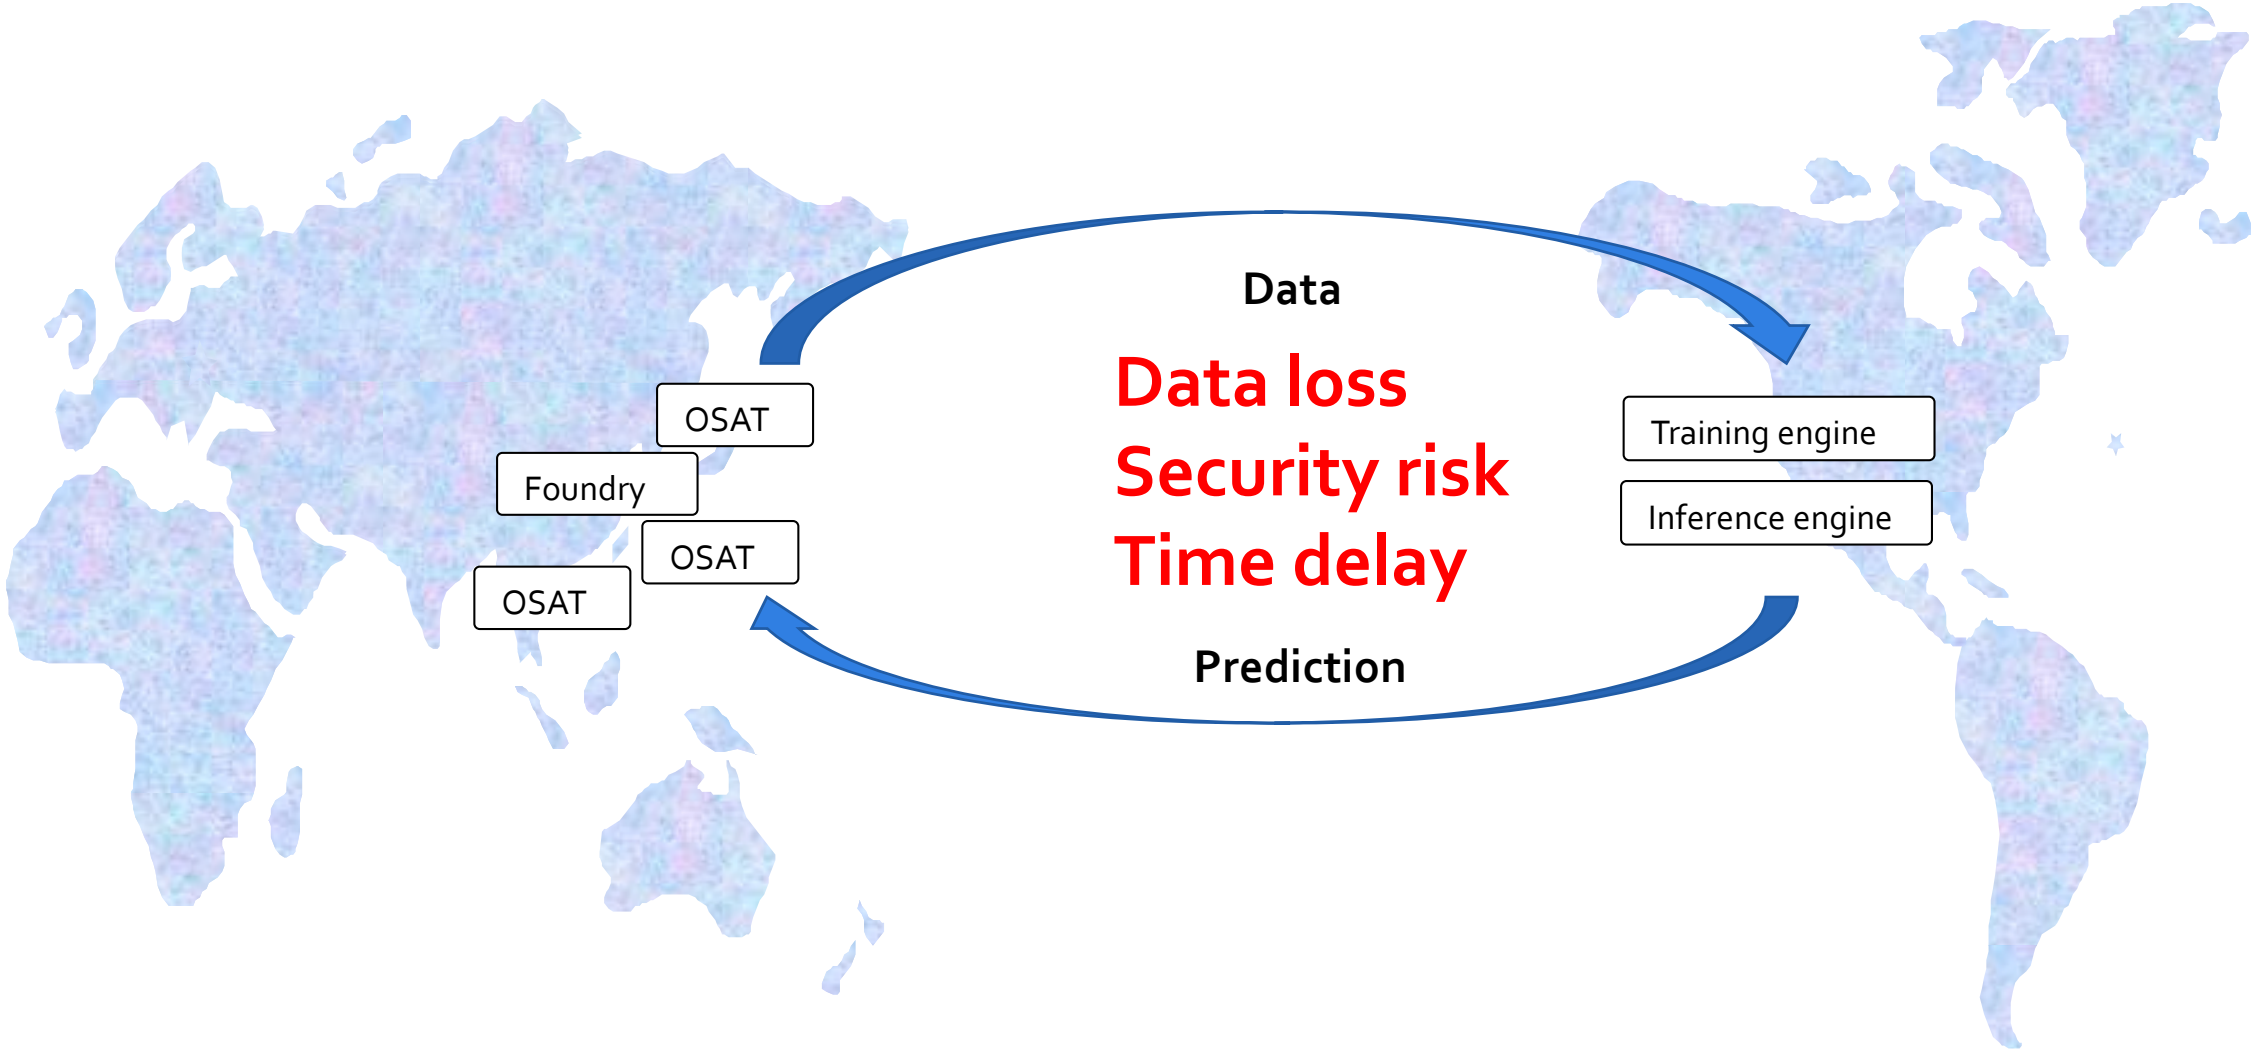 Data
Data loss
Security risk
Time delay
Prediction
OSAT
Foundry
OSAT
OSAT
Training engine
Inference engine